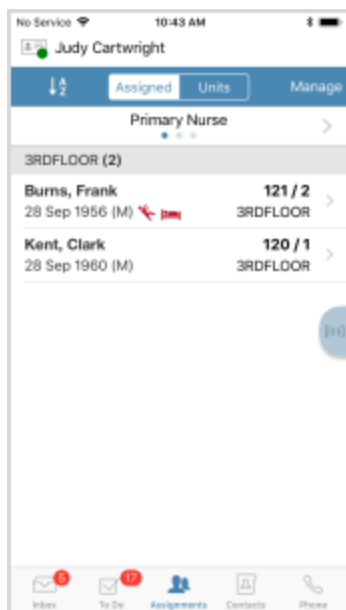 No Service 10:43 AM
Judy Cartwright
Assigned Units Manage
Primary Nurse
3RDFLOOR (2)
Burns, Frank 121 / 2
28 Sep 1956 (M) 3RDFLOOR
Kent, Clark 120 / 1
28 Sep 1960 (M) 3RDFLOOR
5 17
Inbox To Do Assignments Contacts Phone